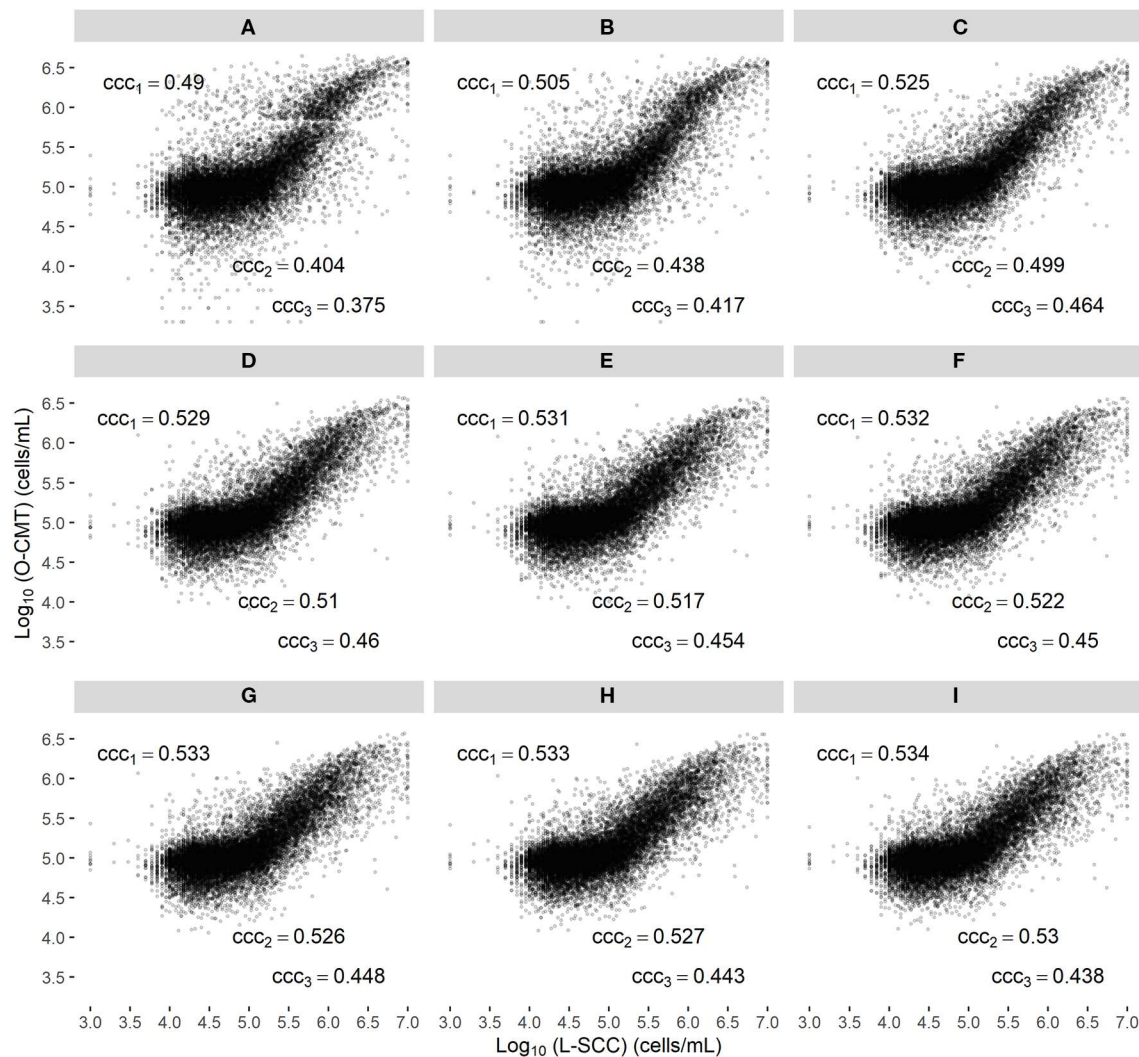 A B C
6.5
ccc₁ = 0.49 ccc₁ = 0.505 ccc₁ = 0.525
6.0
5.5
5.0
4.5
4.0
ccc₂ = 0.404 ccc₂ = 0.438 ccc₂ = 0.499
3.5
ccc₃ = 0.375 ccc₃ = 0.417 ccc₃ = 0.464
D E F
Log₁₀ (O-CMT) (cells/mL)
6.5
ccc₁ = 0.529 ccc₁ = 0.531 ccc₁ = 0.532
6.0
5.5
5.0
4.5
4.0
ccc₂ = 0.51 ccc₂ = 0.517 ccc₂ = 0.522
3.5
ccc₃ = 0.46 ccc₃ = 0.454 ccc₃ = 0.45
G H I
6.5
ccc₁ = 0.533 ccc₁ = 0.533 ccc₁ = 0.534
6.0
5.5
5.0
4.5
4.0
ccc₂ = 0.526 ccc₂ = 0.527 ccc₂ = 0.53
3.5
ccc₃ = 0.448 ccc₃ = 0.443 ccc₃ = 0.438
3.0 3.5 4.0 4.5 5.0 5.5 6.0 6.5 7.0 3.0 3.5 4.0 4.5 5.0 5.5 6.0 6.5 7.0 3.0 3.5 4.0 4.5 5.0 5.5 6.0 6.5 7.0
Log₁₀ (L-SCC) (cells/mL)